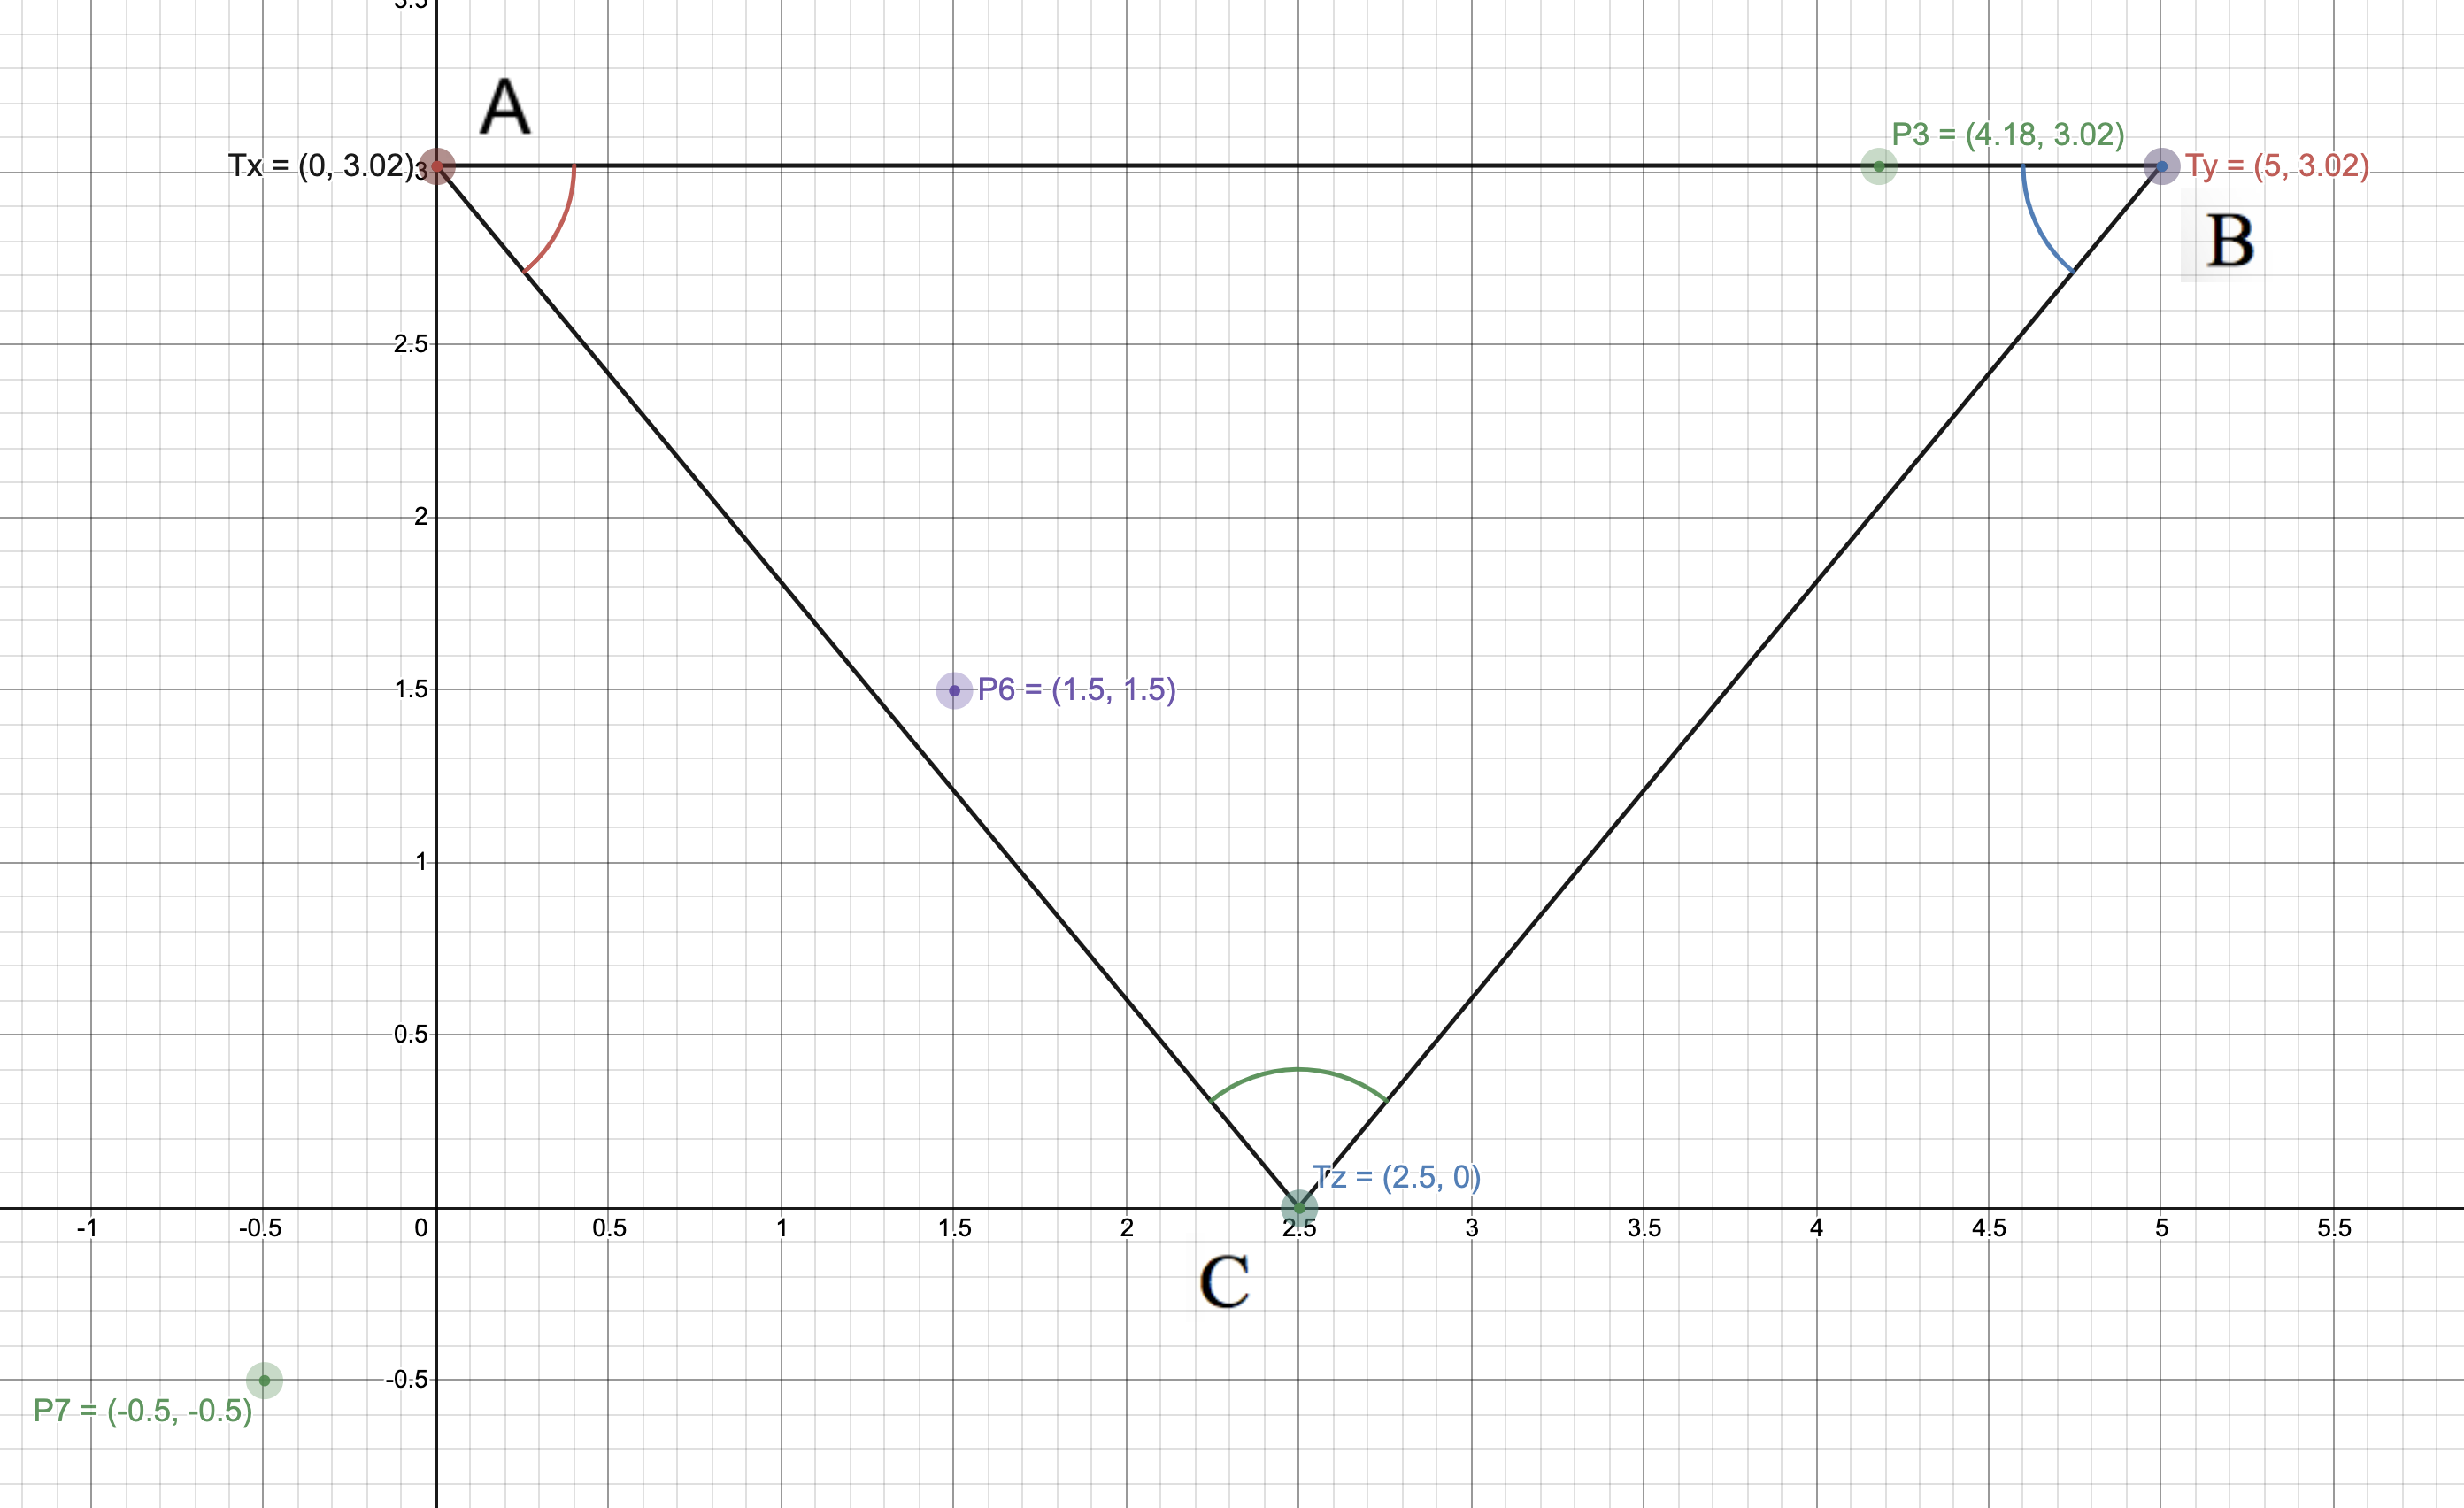 3.5
A
P3 = (4.18, 3.02)
Tx = (0, 3.02)
3
Ty = (5, 3.02)
B
2.5
2
1.5
P6 = (1.5, 1.5)
1
0.5
Tz = (2.5, 0)
-1 -0.5 0 0.5 1 1.5 2 2.5 3 3.5 4 4.5 5 5.5
C
-0.5
P7 = (-0.5, -0.5)